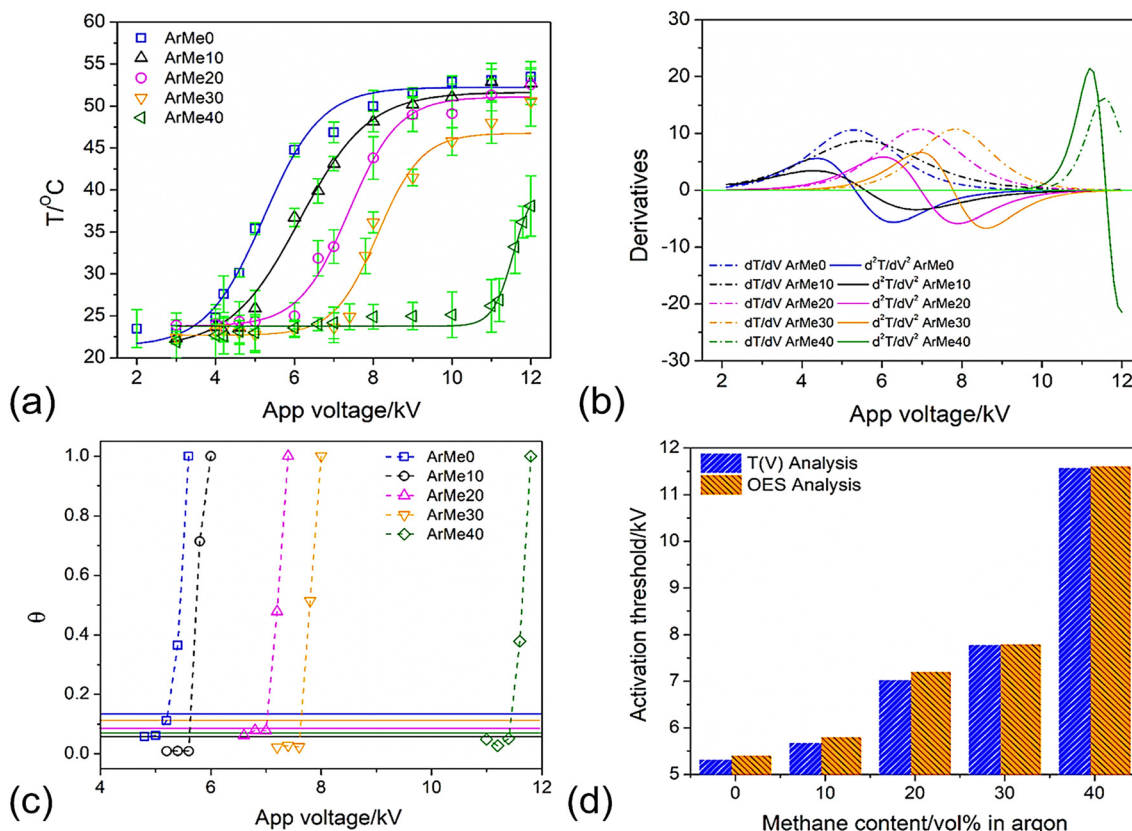 60
55
50
45
40
35
30
25
20
T/°C
ArMe0
ArMe10
ArMe20
ArMe30
ArMe40
2 4 6 8 10 12
App voltage/kV
(a)
30
20
10
0
-10
-20
-30
Derivatives
dT/dV ArMe0 d²T/dV² ArMe0
dT/dV ArMe10 d²T/dV² ArMe10
dT/dV ArMe20 d²T/dV² ArMe20
dT/dV ArMe30 d²T/dV² ArMe30
dT/dV ArMe40 d²T/dV² ArMe40
2 4 6 8 10 12
App voltage/kV
(b)
1.0
0.8
0.6
0.4
0.2
0.0
θ
ArMe0
ArMe10
ArMe20
ArMe30
ArMe40
4 6 8 10 12
App voltage/kV
(c)
12
11
9
8
7
6
5
Activation threshold/kV
T(V) Analysis
OES Analysis
0 10 20 30 40
Methane content/vol% in argon
(d)